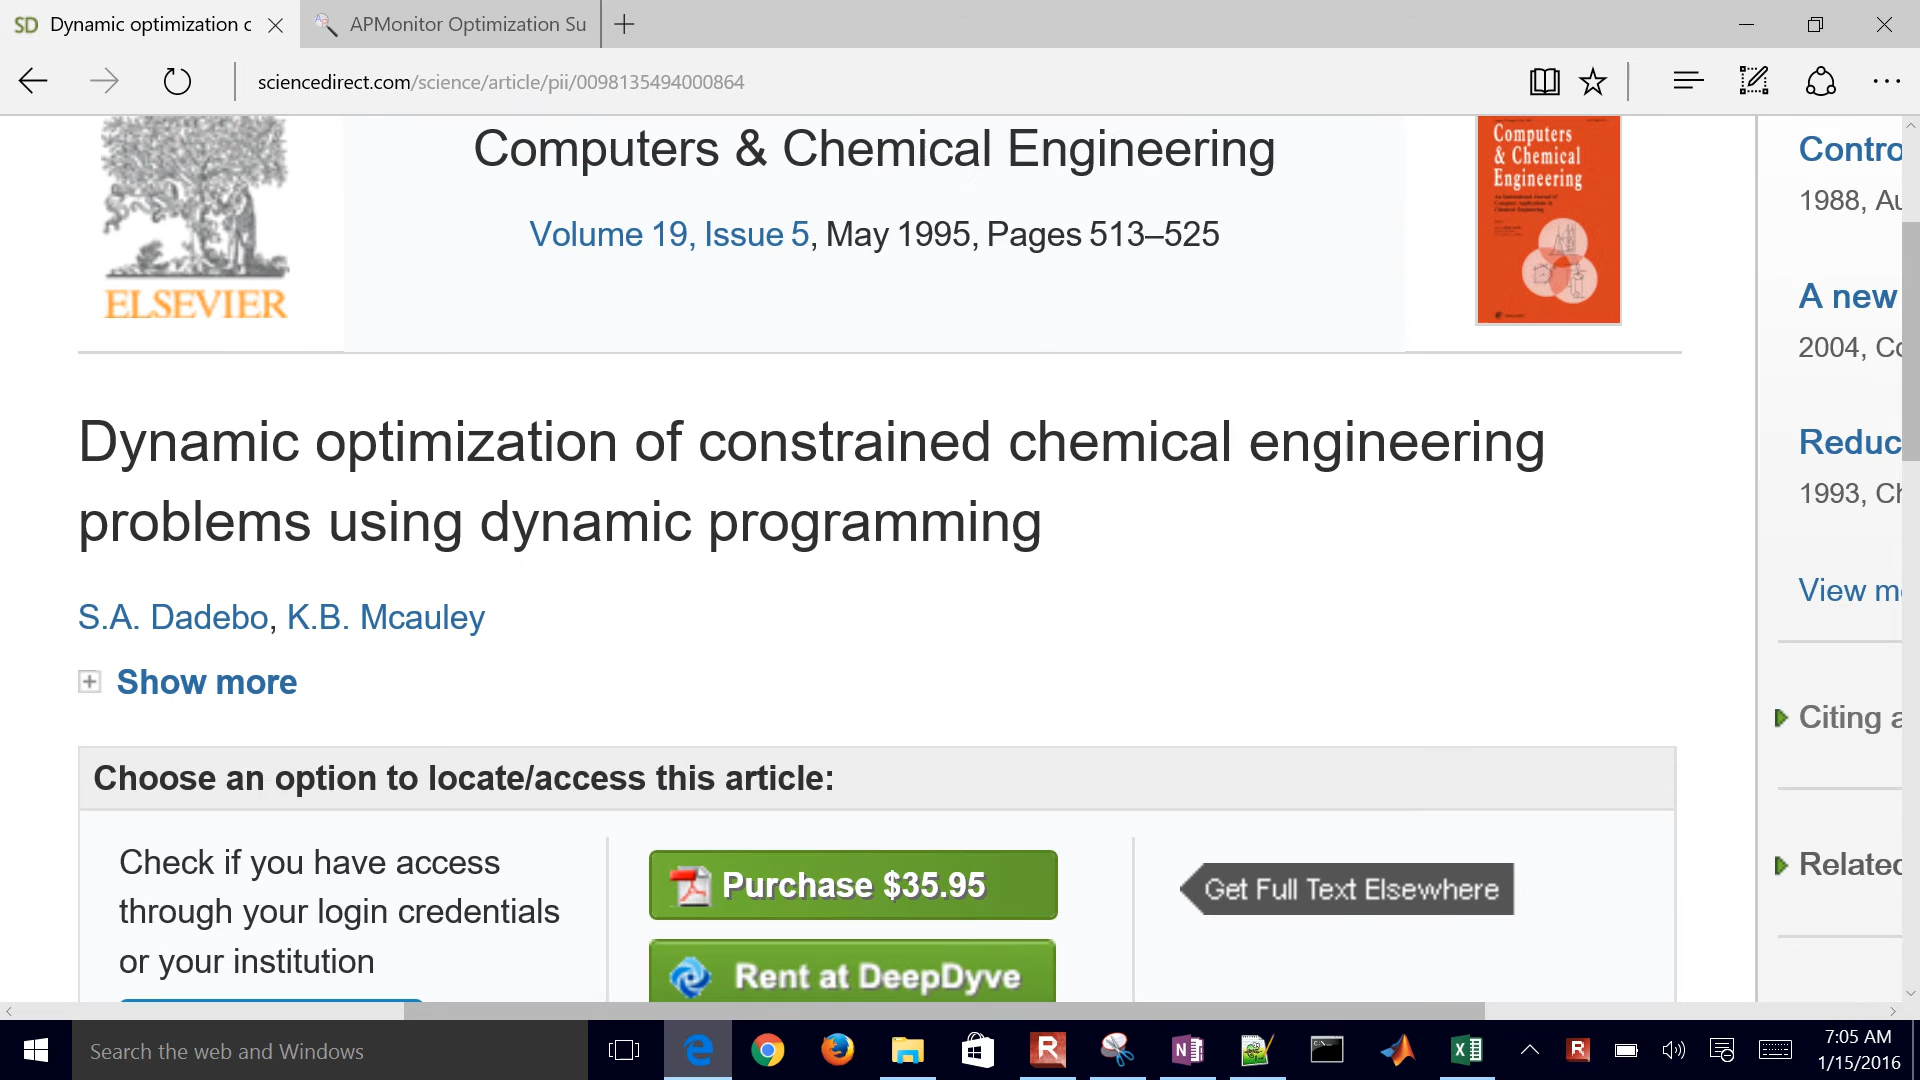 SD Dynamic optimization c
APMonitor Optimization Su
sciencedirect.com/science/article/pii/0098135494000864
ELSEVIER
Computers & Chemical Engineering
Volume 19, Issue 5, May 1995, Pages 513–525
Computers
& Chemical
Engineering
Dynamic optimization of constrained chemical engineering
problems using dynamic programming
S.A. Dadebo, K.B. Mcauley
Show more
Choose an option to locate/access this article:
Check if you have access
through your login credentials
or your institution
Purchase $35.95
Rent at DeepDyve
Get Full Text Elsewhere
Contro
1988, Au
A new
2004, Co
Reduc
1993, Ch
View m
Citing a
Related
Search the web and Windows
7:05 AM
1/15/2016